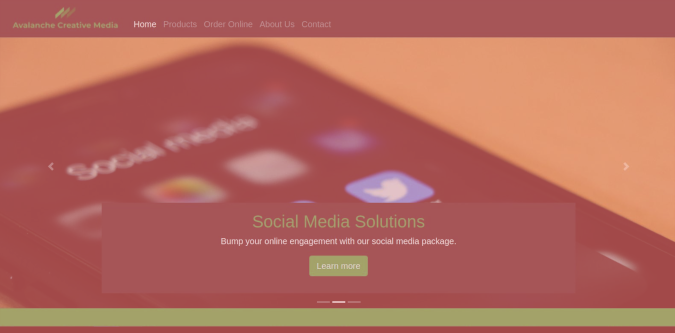 Avalanche Creative Media
Home Products Order Online About Us Contact
Social media
Social Media Solutions
Bump your online engagement with our social media package.
Learn more